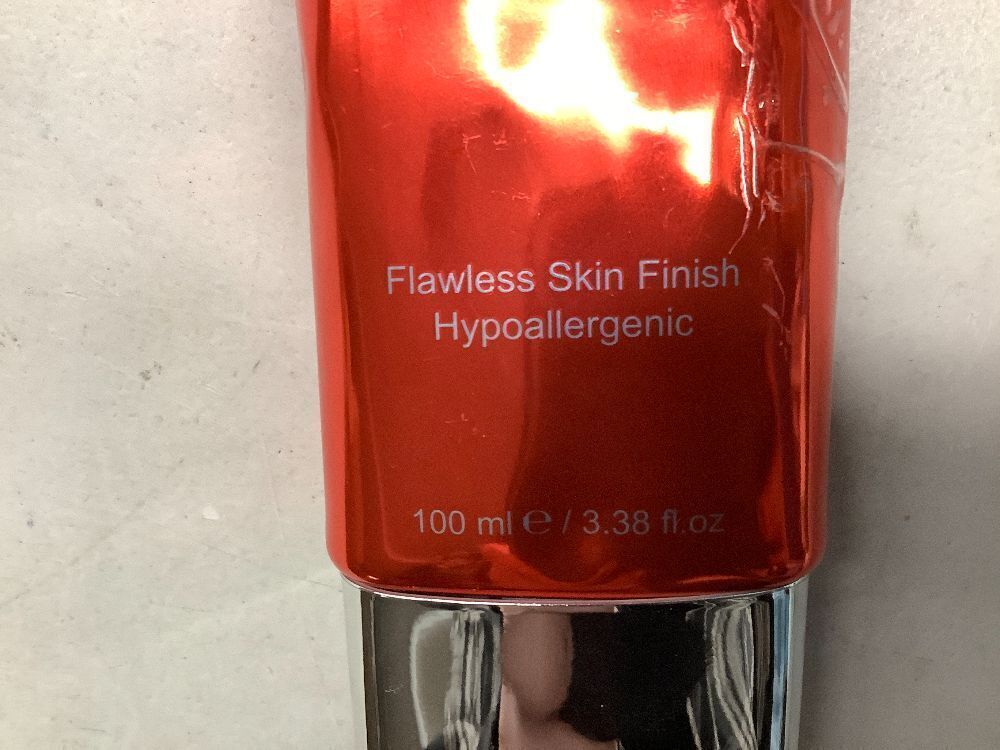 Flawless Skin Finish
Hypoallergenic
100 ml ℮ / 3.38 fl.oz